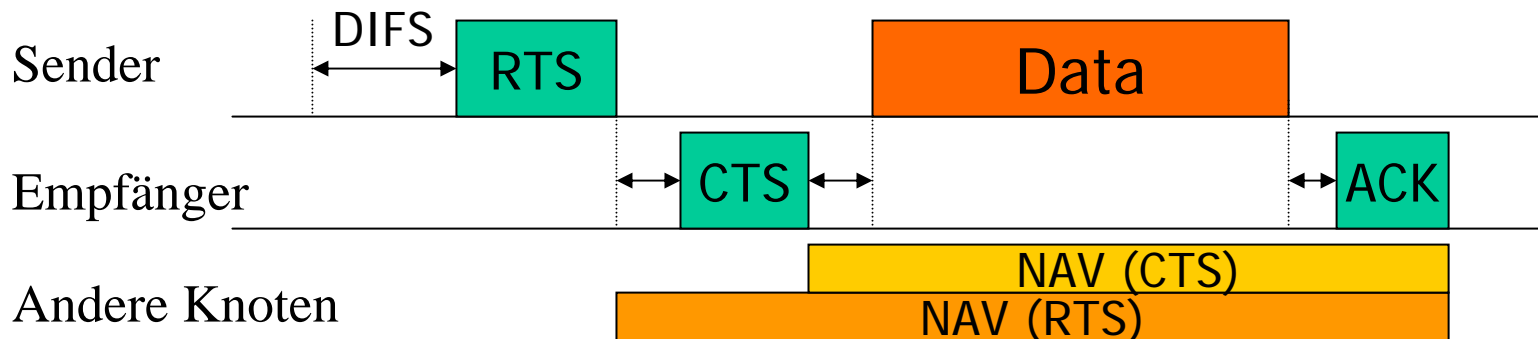 DIFS
Sender
RTS
Data
Empfänger
CTS
ACK
NAV (CTS)
Andere Knoten
NAV (RTS)